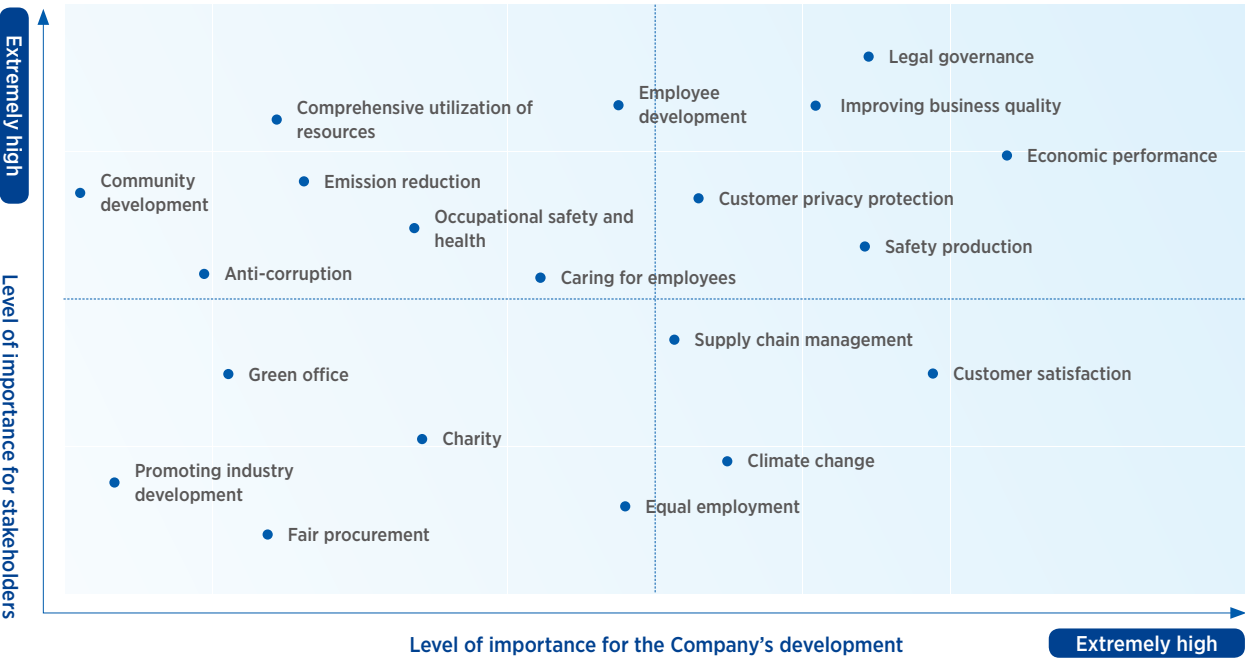 Extremely high
Level of importance for stakeholders
Legal governance
Employee
development
Improving business quality
Comprehensive utilization of
resources
Economic performance
Community
development
Emission reduction
Customer privacy protection
Occupational safety and
health
Safety production
Anti-corruption
Caring for employees
Supply chain management
Green office
Customer satisfaction
Charity
Climate change
Promoting industry
development
Equal employment
Fair procurement
Level of importance for the Company’s development
Extremely high